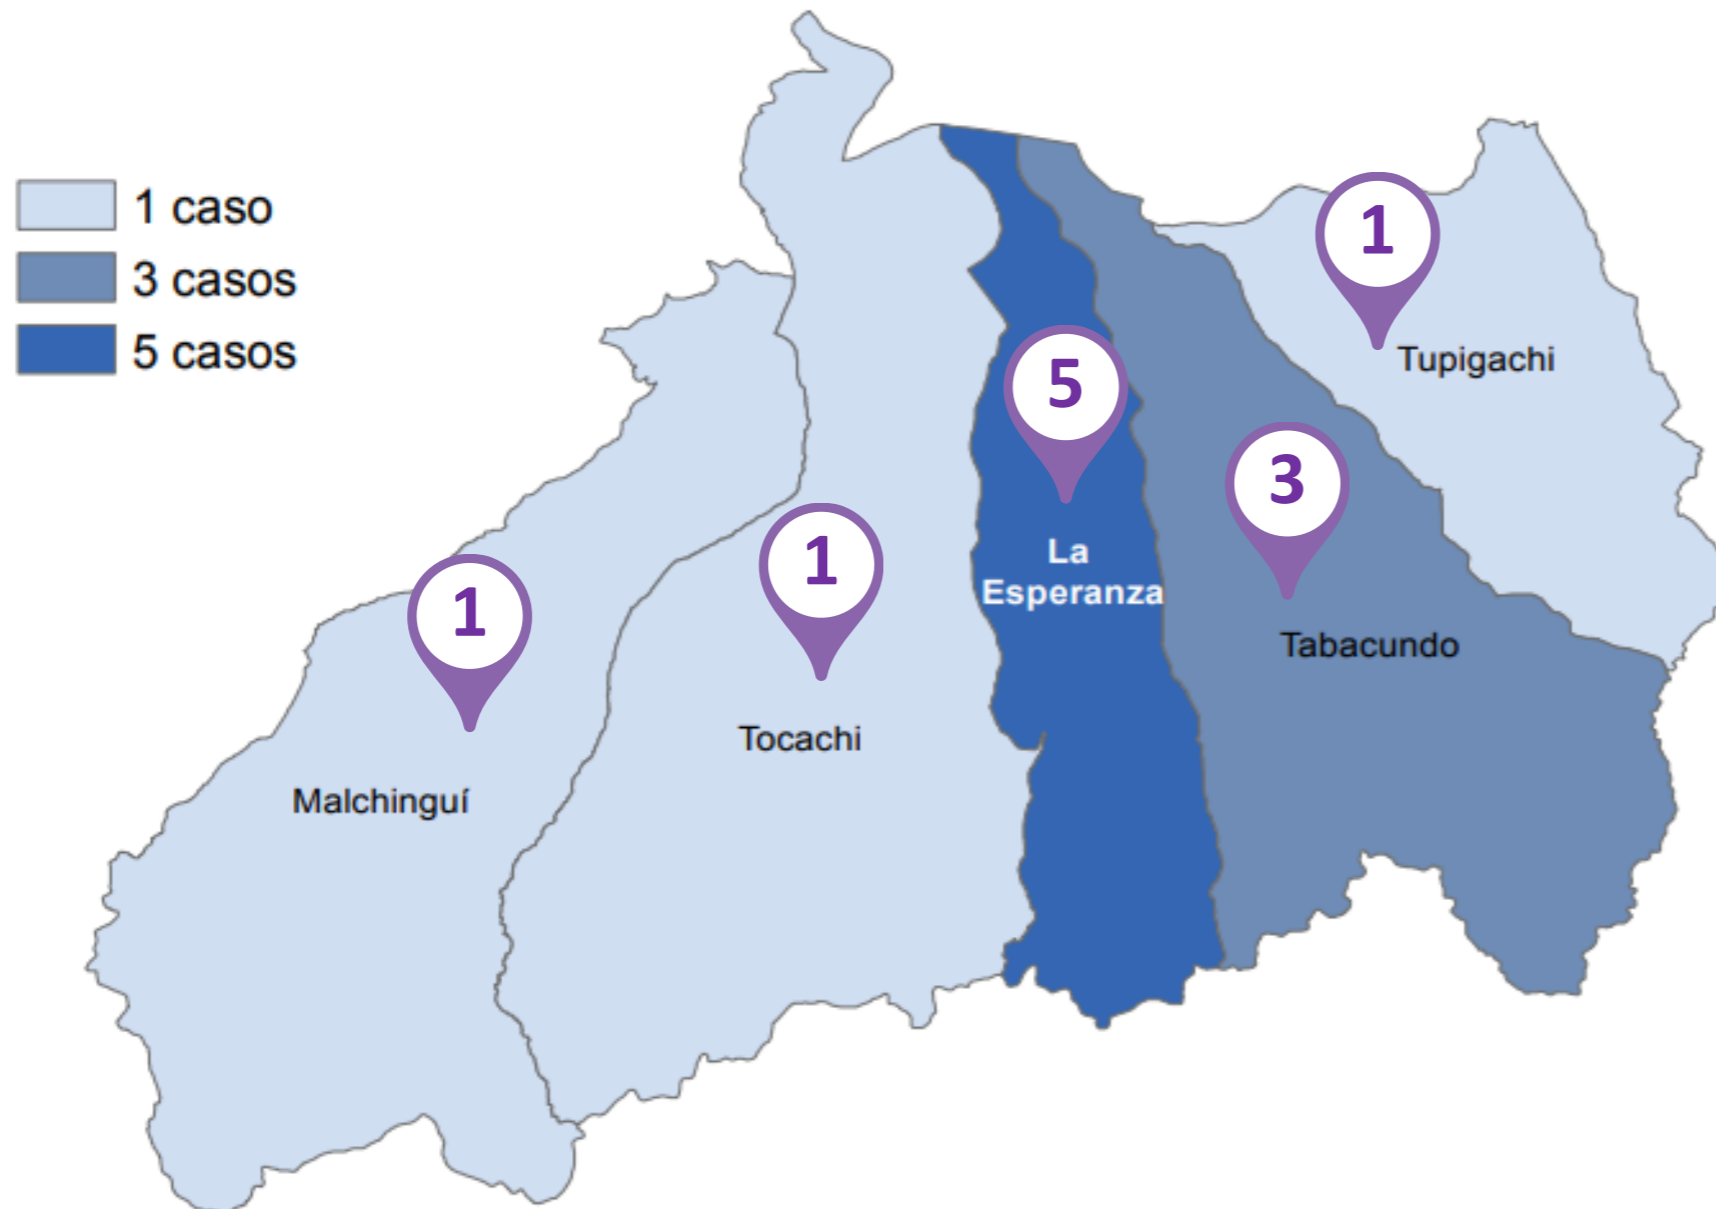 1 caso
3 casos
5 casos
1
Tupigachi
5
La
Esperanza
3
Tabacundo
1
Tocachi
1
Malchinguí